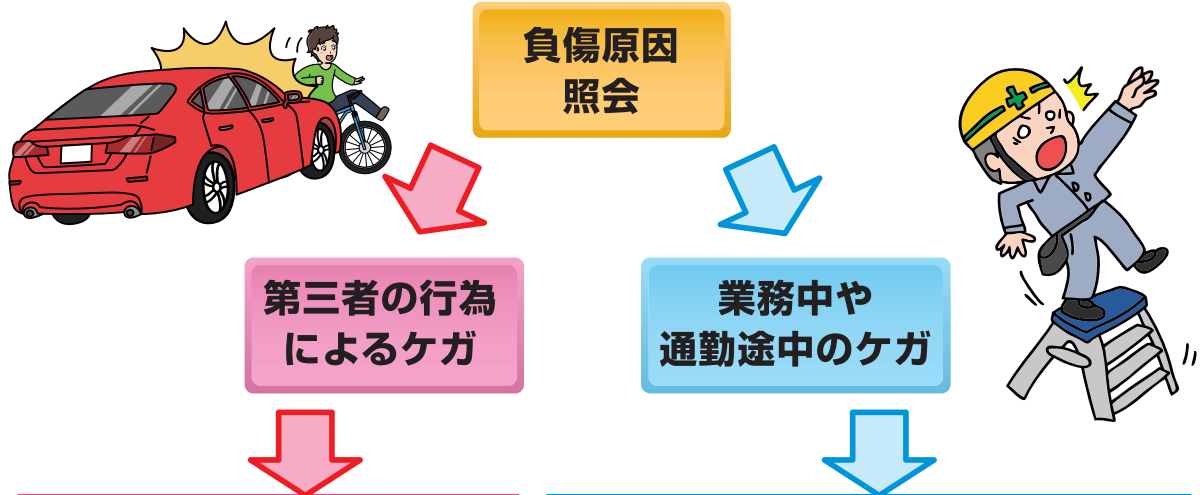 負傷原因
照会
第三者の行為
によるケガ
業務中や
通勤途中のケガ